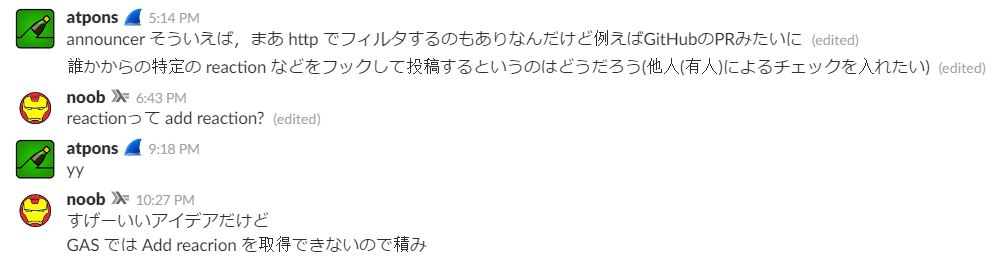 atpons 5:14 PM
announcer そういえば，まあ http でフィルタするのもありなんだけど例えばGitHubのPRみたいに (edited)
誰かからの特定の reaction などをフックして投稿するというのはどうだろう(他人(有人)によるチェックを入れたい) (edited)
noob 6:43 PM
reactionって add reaction? (edited)
atpons 9:18 PM
yy
noob 10:27 PM
すげーいいアイデアだけど
GAS では Add reacrion を取得できないので積み